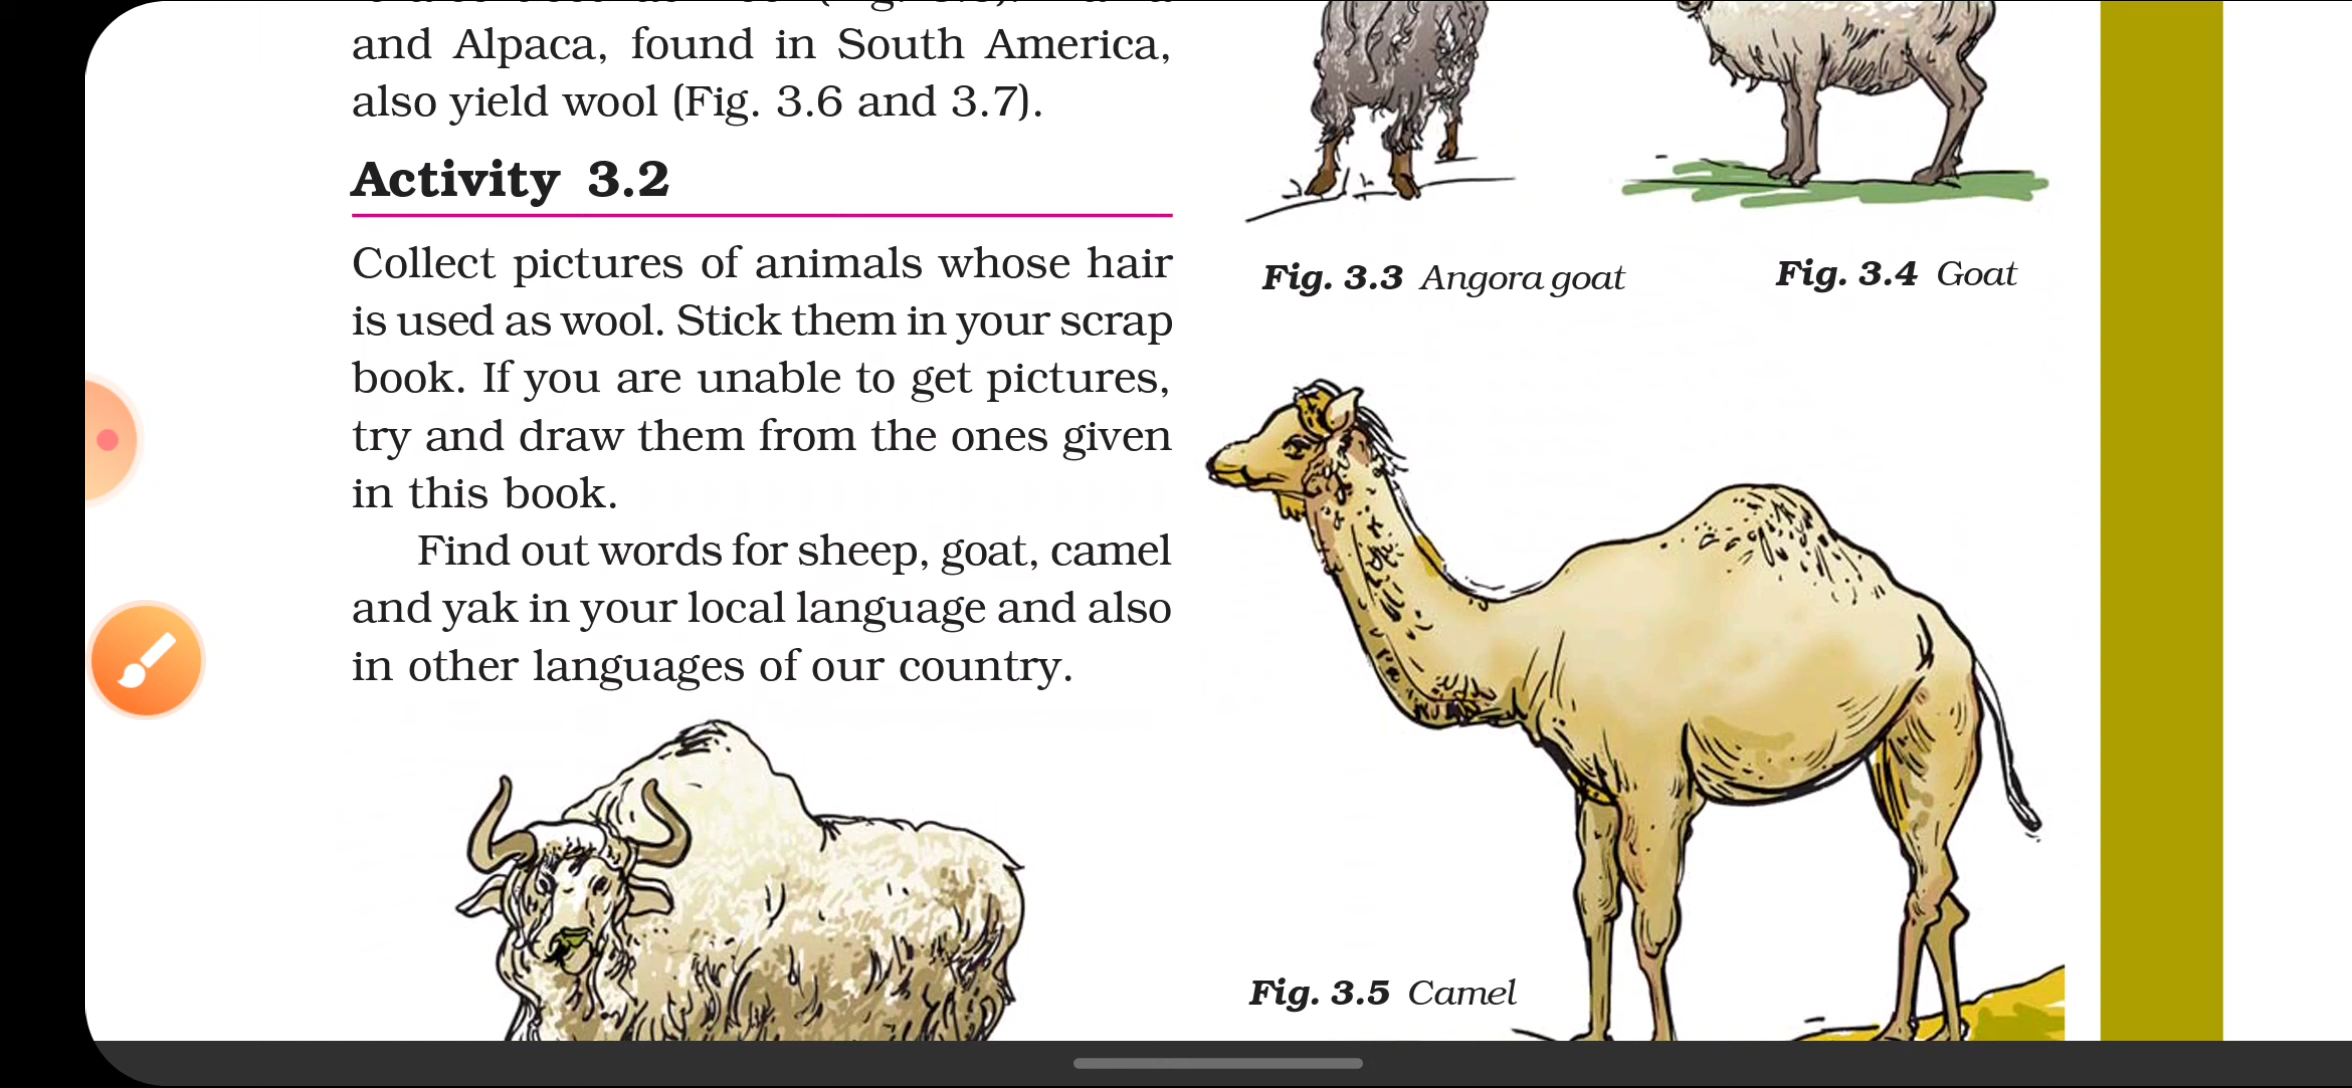 and Alpaca, found in South America,
also yield wool (Fig. 3.6 and 3.7).
Activity 3.2
Collect pictures of animals whose hair
is used as wool. Stick them in your scrap
book. If you are unable to get pictures,
try and draw them from the ones given
in this book.
Find out words for sheep, goat, camel
and yak in your local language and also
in other languages of our country.
Fig. 3.3 Angora goat
Fig. 3.4 Goat
Fig. 3.5 Camel